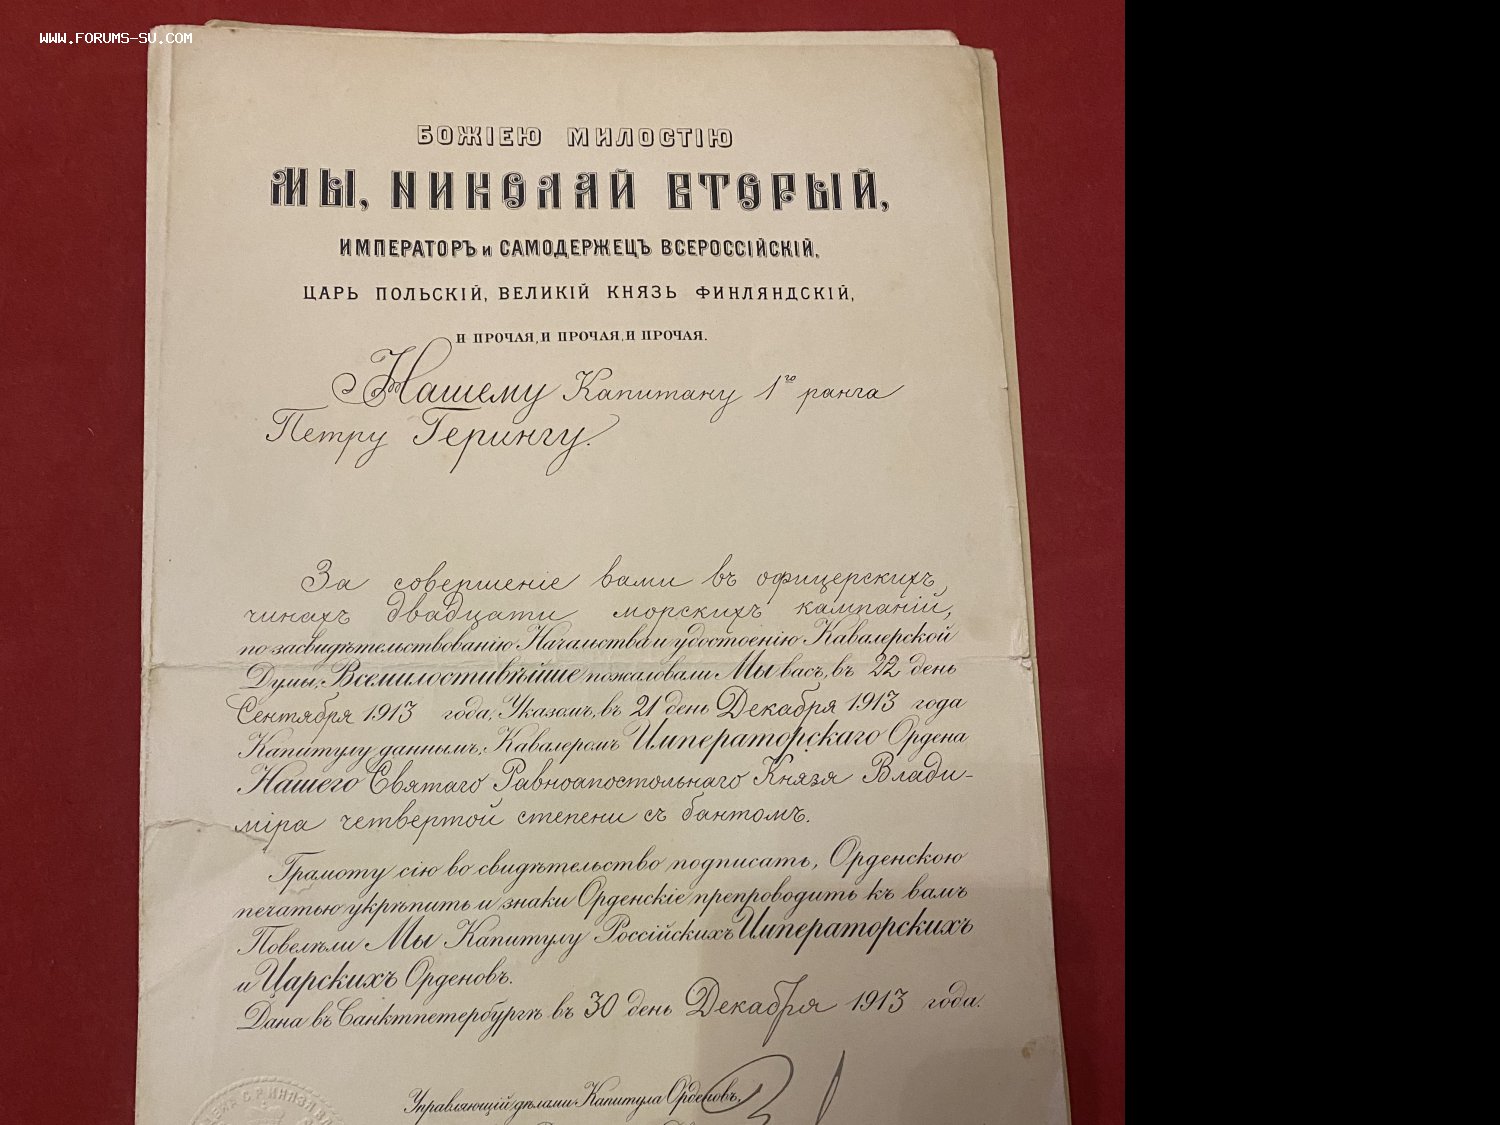 WWW.FORUMS-SU.COM
БОЖІЕЮ МИЛОСТІЮ
МЫ, НИКОЛАЙ ВТОРЫЙ,
ИМПЕРАТОРЪ и САМОДЕРЖЕЦЪ ВСЕРОССІЙСКІЙ,
ЦАРЬ ПОЛЬСКІЙ, ВЕЛИКІЙ КНЯЗЬ ФИНЛЯНДСКІЙ,
И ПРОЧАЯ, И ПРОЧАЯ, И ПРОЧАЯ.
Нашему Капитану 1го ранга
Петру Герингу.
За совершеніе вами въ офицерскихъ
чинахъ двадцати морскихъ кампаній,
по засвидѣтельствованію Начальства и удостоенію Кавалерской
Думы, Всемилостивѣйше пожаловали Мы васъ, въ 22 день
Сентября 1913 года, Указомъ, въ 21 день Декабря 1913 года
Капитулу даннымъ, Кавалеромъ Императорскаго Ордена
Нашего Святаго Равноапостольнаго Князя Влади-
міра четвертой степени съ бантомъ.
Грамоту сію во свидѣтельство подписать, Орденскою
печатью укрѣпить и знаки Орденскіе препроводить къ вамъ
Повелѣли Мы Капитулу Россійскихъ Императорскихъ
и Царскихъ Орденовъ.
Дана въ Санктпетербургѣ въ 30 день Декабря 1913 года.
Управляющій дѣлами Капитула Орденовъ,